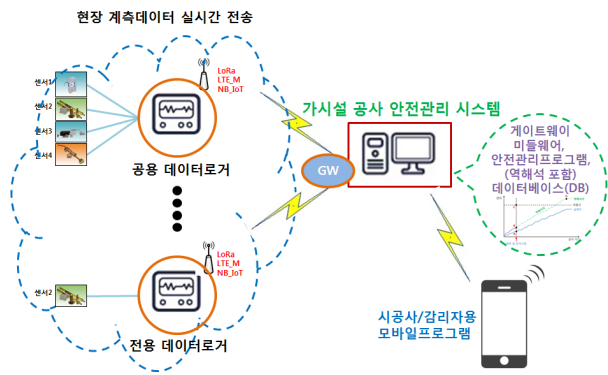 현장 계측데이터 실시간 전송
센서1
센서2
센서3
센서4
LoRa
LTE_M
NB_IoT
공용 데이터로거
가시설 공사 안전관리 시스템
GW
게이트웨이
미들웨어,
안전관리프로그램,
(역해석 포함)
데이터베이스(DB)
LoRa
LTE_M
NB_IoT
센서2
전용 데이터로거
시공사/감리자용
모바일프로그램